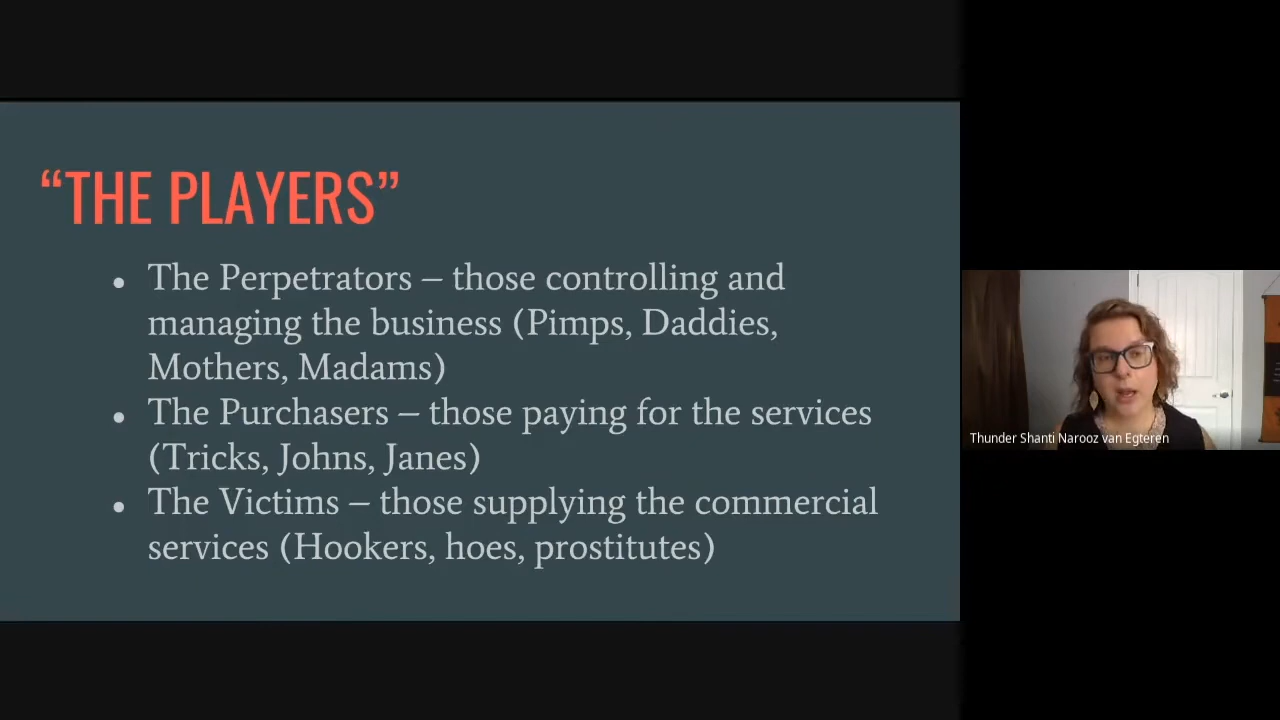 “THE PLAYERS”
• The Perpetrators – those controlling and
managing the business (Pimps, Daddies,
Mothers, Madams)
• The Purchasers – those paying for the services
(Tricks, Johns, Janes)
• The Victims – those supplying the commercial
services (Hookers, hoes, prostitutes)
Thunder Shanti Narooz van Egteren